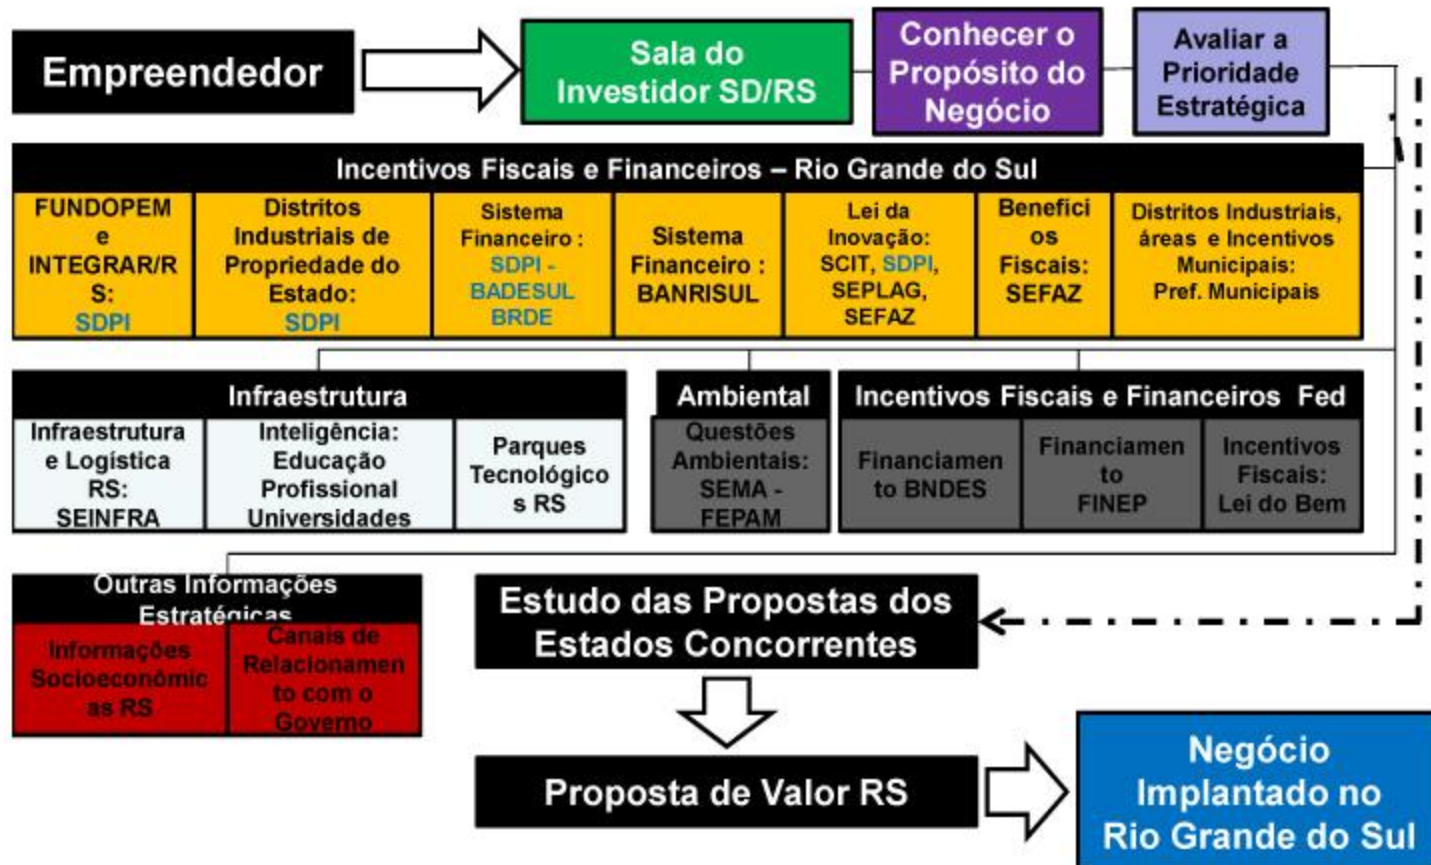 Empreendedor
Sala do
Investidor SD/RS
Conhecer o
Propósito do
Negócio
Avaliar a
Prioridade
Estratégica
Incentivos Fiscais e Financeiros – Rio Grande do Sul
FUNDOPEM
e
INTEGRAR/R
S:
SDPI
Distritos
Industriais de
Propriedade do
Estado:
SDPI
Sistema
Financeiro :
SDPI -
BADESUL
BRDE
Sistema
Financeiro :
BANRISUL
Lei da
Inovação:
SCIT, SDPI,
SEPLAG,
SEFAZ
Benefici
os
Fiscais:
SEFAZ
Distritos Industriais,
áreas e Incentivos
Municipais:
Pref. Municipais
Infraestrutura
Infraestrutura
e Logística
RS:
SEINFRA
Inteligência:
Educação
Profissional
Universidades
Parques
Tecnológico
s RS
Ambiental
Questões
Ambientais:
SEMA -
FEPAM
Incentivos Fiscais e Financeiros Fed
Financiamen
to BNDES
Financiamen
to
FINEP
Incentivos
Fiscais:
Lei do Bem
Outras Informações
Estratégicas
Informações
Socioeconômic
as RS
Canais de
Relacionamen
to com o
Governo
Estudo das Propostas dos
Estados Concorrentes
Proposta de Valor RS
Negócio
Implantado no
Rio Grande do Sul